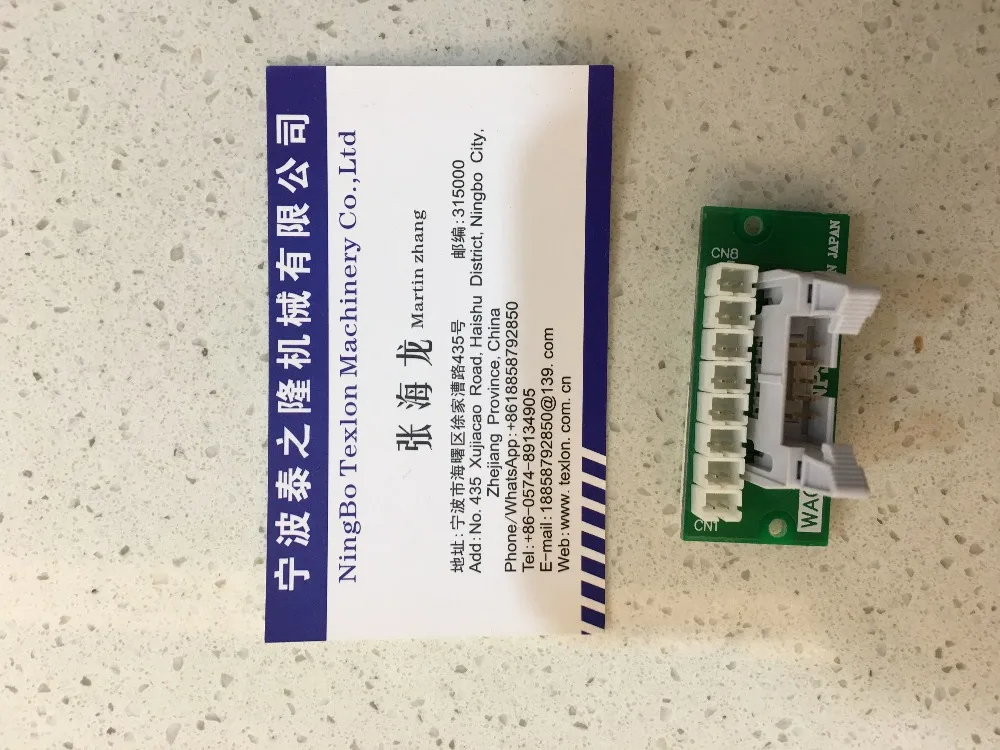 宁波泰之隆机械有限公司
NingBo Texlon Machinery Co.,Ltd
张海龙 Martin zhang
地址:宁波市海曙区徐家漕路435号 邮编:315000
Add:No.435 Xujiacao Road, Haishu District, Ningbo City,
Zhejiang Province, China
Phone/WhatsApp:+8618858792850
Tel:+86-0574-89134905
E-mail:18858792850@139.com
Web:www.texlon.com.cn
CN8
CN1
JAPAN